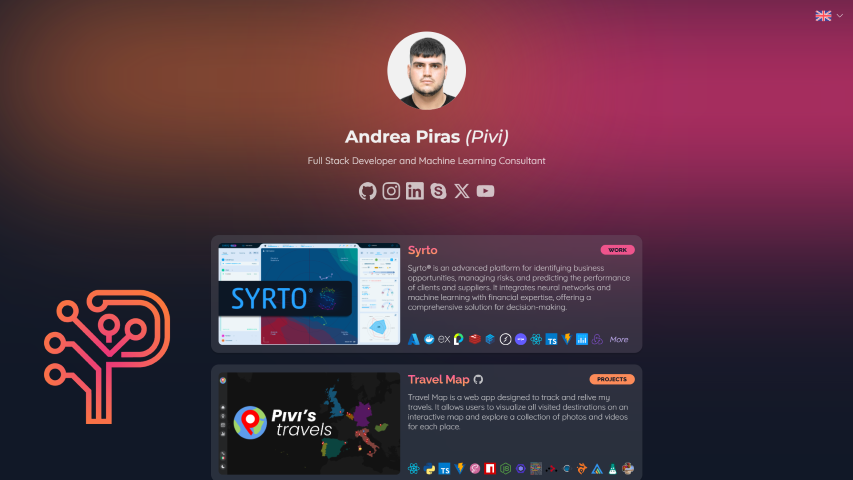 Andrea Piras (Pivi)
Full Stack Developer and Machine Learning Consultant
Syrto
WORK
SYRTO®
Syrto® is an advanced platform for identifying business
opportunities, managing risks, and predicting the performance
of clients and suppliers. It integrates neural networks and
machine learning with financial expertise, offering a
comprehensive solution for decision-making.
ex
TS
More
Travel Map
PROJECTS
Pivi's
travels
Travel Map is a web app designed to track and relive my
travels. It allows users to visualize all visited destinations on an
interactive map and explore a collection of photos and videos
for each place.
TS